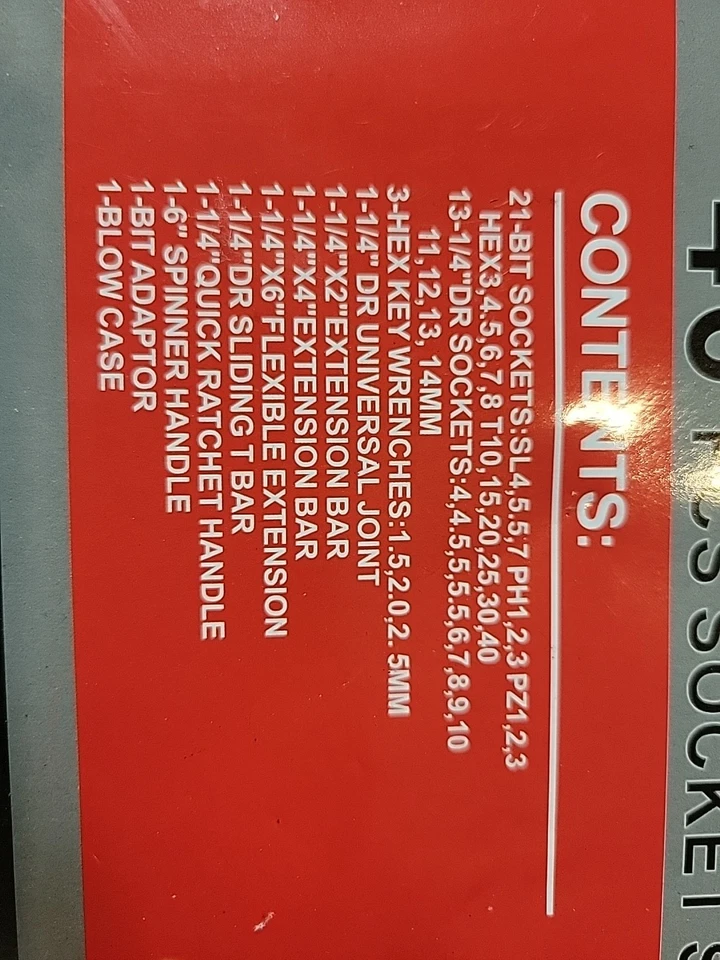 PCS SOCKET S
CONTENTS:
21-BIT SOCKETS:SL4,5.5,7 PH1,2,3 PZ1,2,3
HEX3,4,5,6,7,8 T10,15,20,25,30,40
13-1/4"DR SOCKETS:4,4.5,5,5.5,6,7,8,9,10
11,12,13, 14MM
3-HEX KEY WRENCHES:1.5,2.0,2. 5MM
1-1/4" DR UNIVERSAL JOINT
1-1/4"X2"EXTENSION BAR
1-1/4"X4"EXTENSION BAR
1-1/4"X6"FLEXIBLE EXTENSION
1-1/4"DR SLIDING T BAR
1-1/4"QUICK RATCHET HANDLE
1-6" SPINNER HANDLE
1-BIT ADAPTOR
1-BLOW CASE